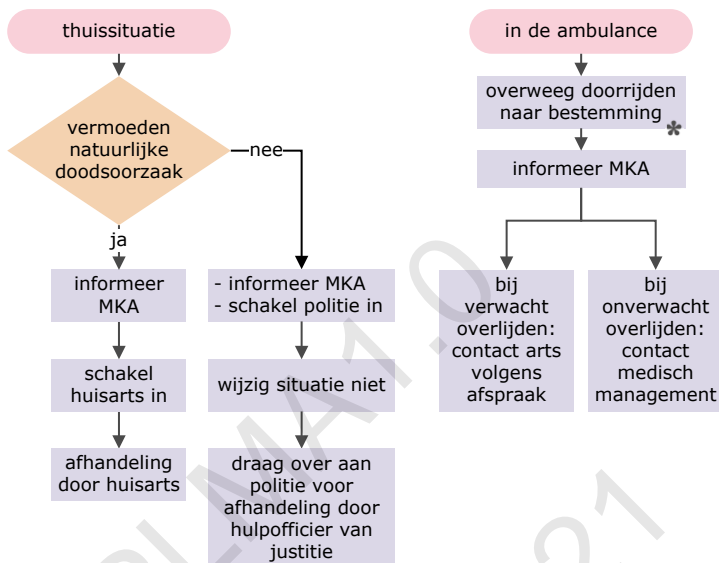 thuissituatie
vermoeden
natuurlijke
doodsoorzaak
nee
ja
informeer
MKA
schakel
huisarts in
afhandeling
door huisarts
- informeer MKA
- schakel politie in
wijzig situatie niet
draag over aan
politie voor
afhandeling door
hulpofficier van
justitie
in de ambulance
overweeg doorrijden
naar bestemming
*
informeer MKA
bij
verwacht
overlijden:
contact arts
volgens
afspraak
bij
onverwacht
overlijden:
contact
medisch
management